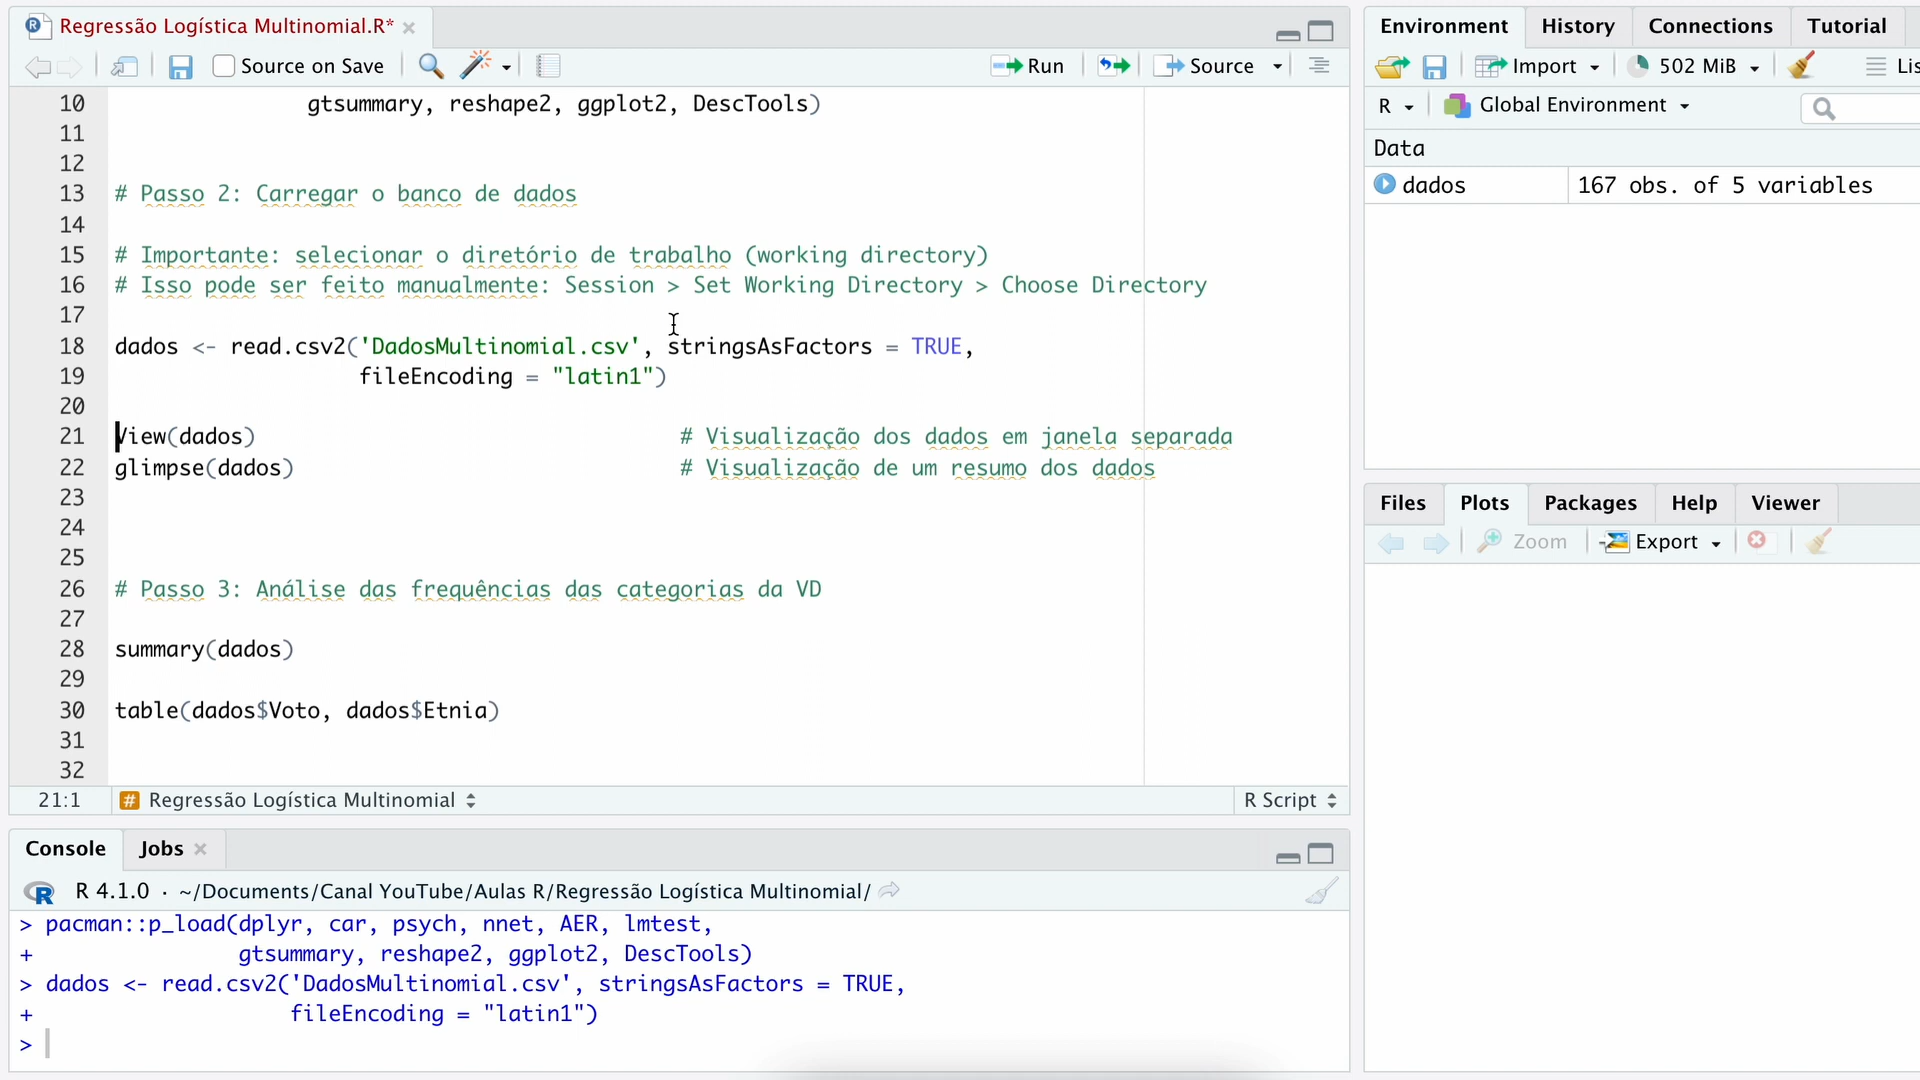 Regressão Logística Multinomial.R*
Source on Save
Run
Source
10 gtsummary, reshape2, ggplot2, DescTools)
11
12
13 # Passo 2: Carregar o banco de dados
14
15 # Importante: selecionar o diretório de trabalho (working directory)
16 # Isso pode ser feito manualmente: Session > Set Working Directory > Choose Directory
17
18 dados <- read.csv2('DadosMultinomial.csv', stringsAsFactors = TRUE,
19 fileEncoding = "latin1")
20
21 View(dados) # Visualização dos dados em janela separada
22 glimpse(dados) # Visualização de um resumo dos dados
23
24
25
26 # Passo 3: Análise das frequências das categorias da VD
27
28 summary(dados)
29
30 table(dados$Voto, dados$Etnia)
31
32
21:1 # Regressão Logística Multinomial R Script
Console Jobs
R 4.1.0 · ~/Documents/Canal YouTube/Aulas R/Regressão Logística Multinomial/
> pacman::p_load(dplyr, car, psych, nnet, AER, lmtest,
+ gtsummary, reshape2, ggplot2, DescTools)
> dados <- read.csv2('DadosMultinomial.csv', stringsAsFactors = TRUE,
+ fileEncoding = "latin1")
>
Environment History Connections Tutorial
Import 502 MiB Lis
R Global Environment
Data
dados 167 obs. of 5 variables
Files Plots Packages Help Viewer
Zoom Export